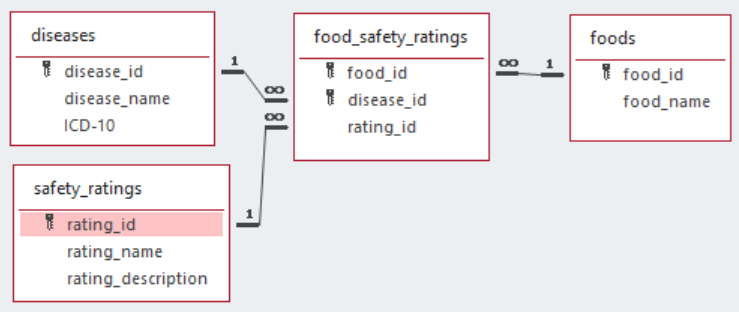 diseases
disease_id
disease_name
ICD-10
food_safety_ratings
food_id
disease_id
rating_id
foods
food_id
food_name
safety_ratings
rating_id
rating_name
rating_description
1
∞
∞
1
∞
1